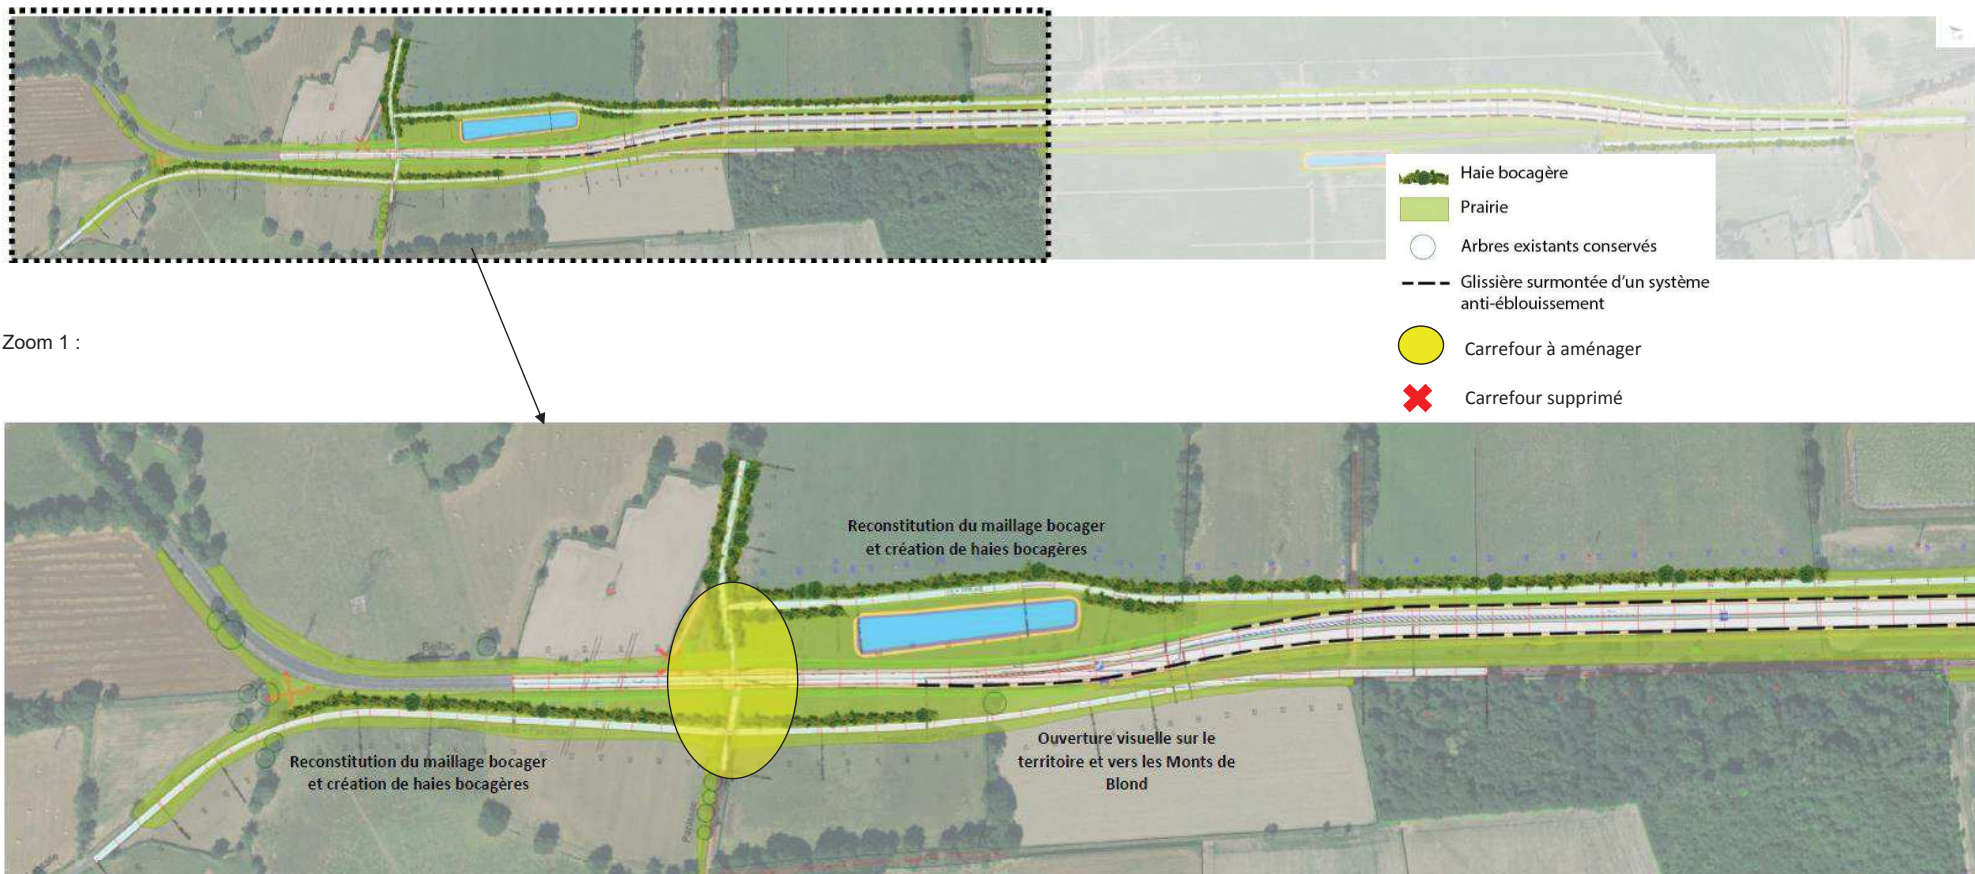 Haie bocagère
Prairie
Arbres existants conservés
Glissière surmontée d'un système
anti-éblouissement
Carrefour à aménager
Carrefour supprimé
Zoom 1 :
Reconstitution du maillage bocager
et création de haies bocagères
Bellac
Reconstitution du maillage bocager
et création de haies bocagères
Ouverture visuelle sur le
territoire et vers les Monts de
Blond